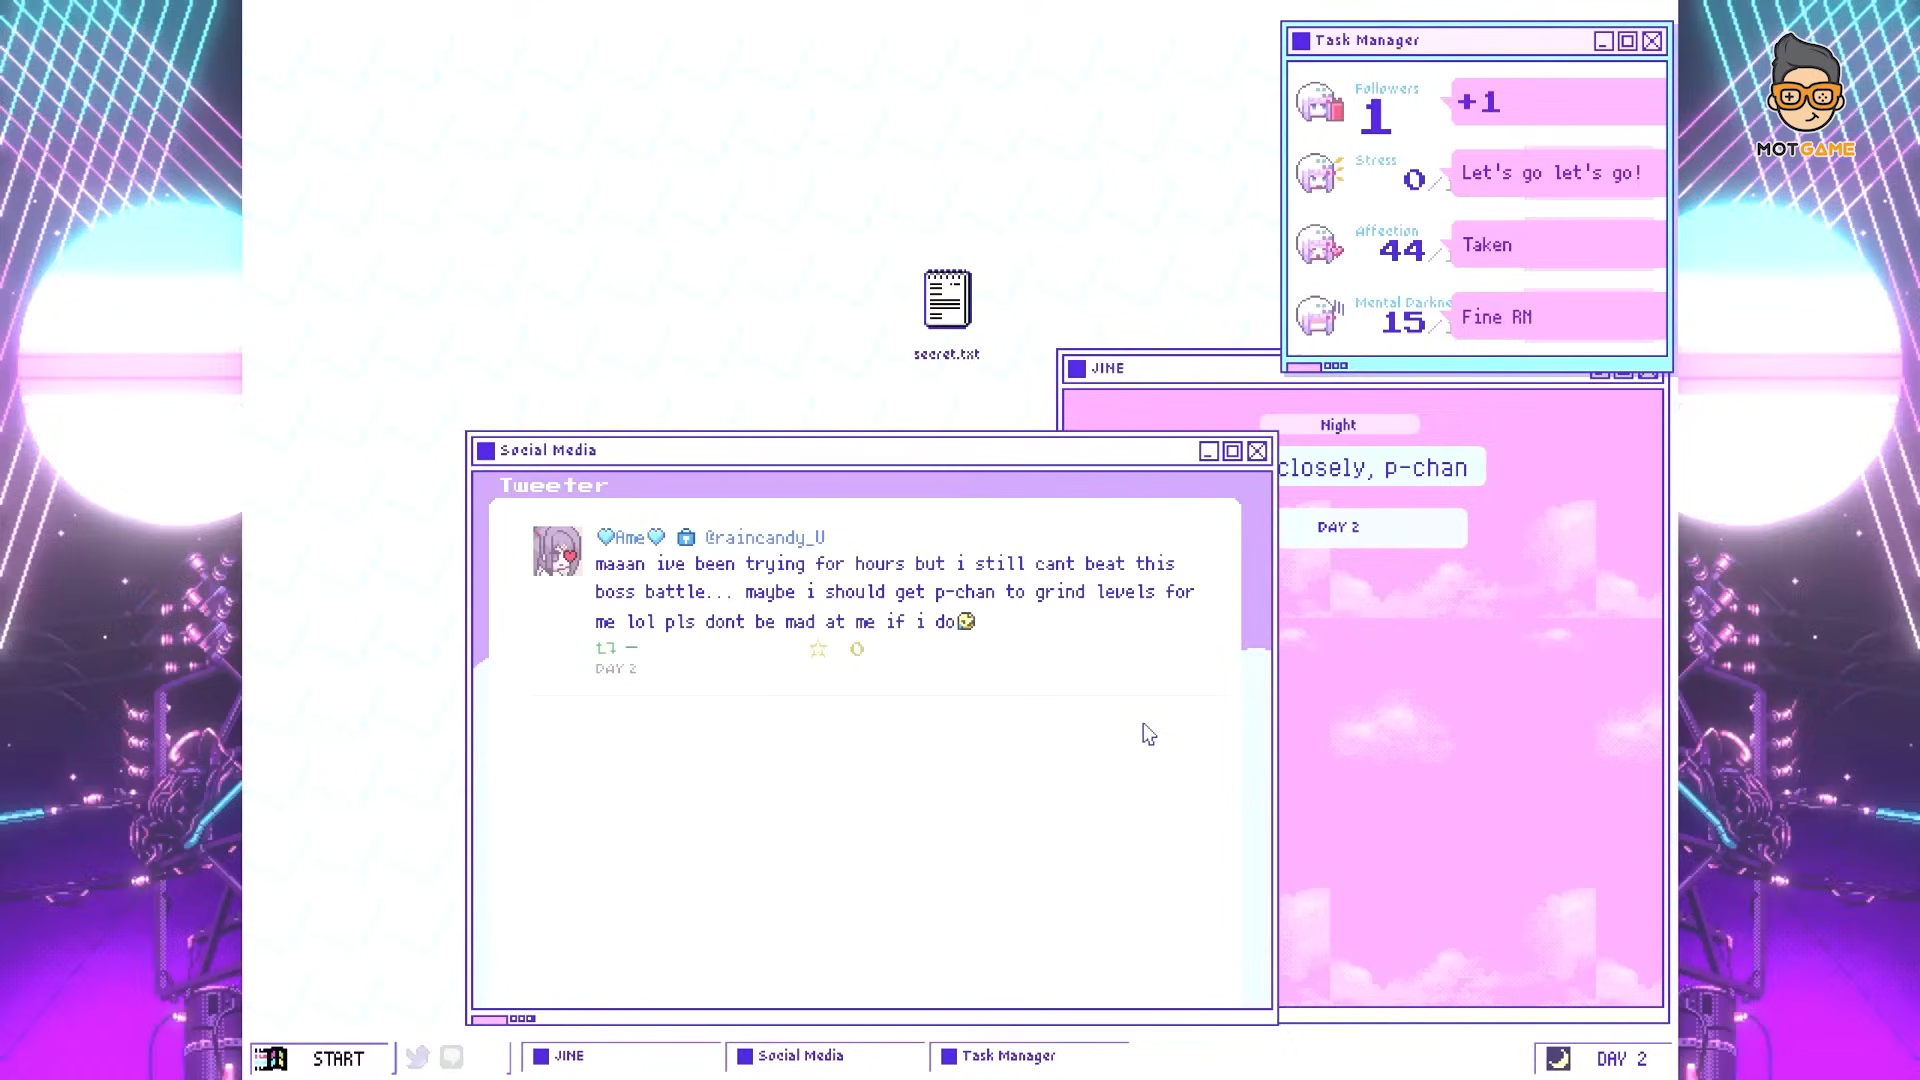 Task Manager
MOTGAME
Followers
1
+1
Stress
0
Let's go let's go!
Affection
44
Taken
Mental Darkne
15
Fine RN
secret.txt
JINE
Night
closely, p-chan
DAY 2
Social Media
Tweeter
Ame @raincandy_U
maaan ive been trying for hours but i still cant beat this
boss battle... maybe i should get p-chan to grind levels for
me lol pls dont be mad at me if i do
0
DAY 2
START
JINE
Social Media
Task Manager
DAY 2